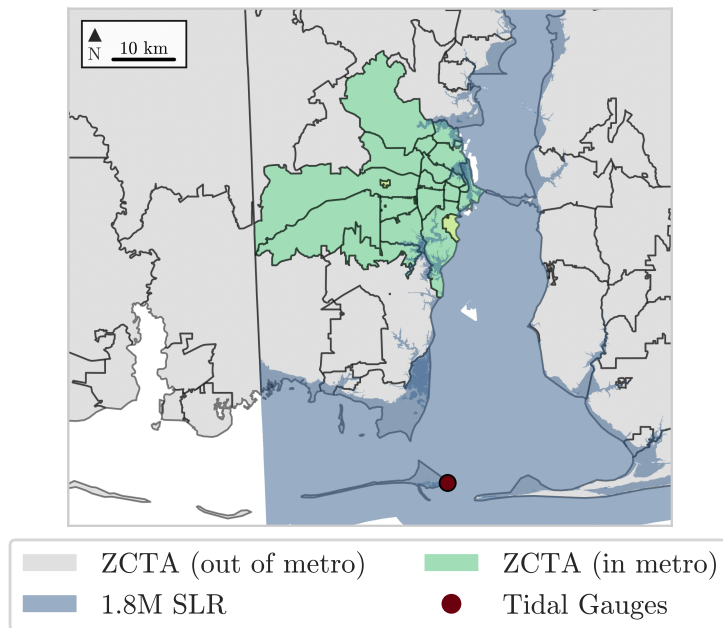 N
10 km
ZCTA (out of metro)
ZCTA (in metro)
1.8M SLR
Tidal Gauges